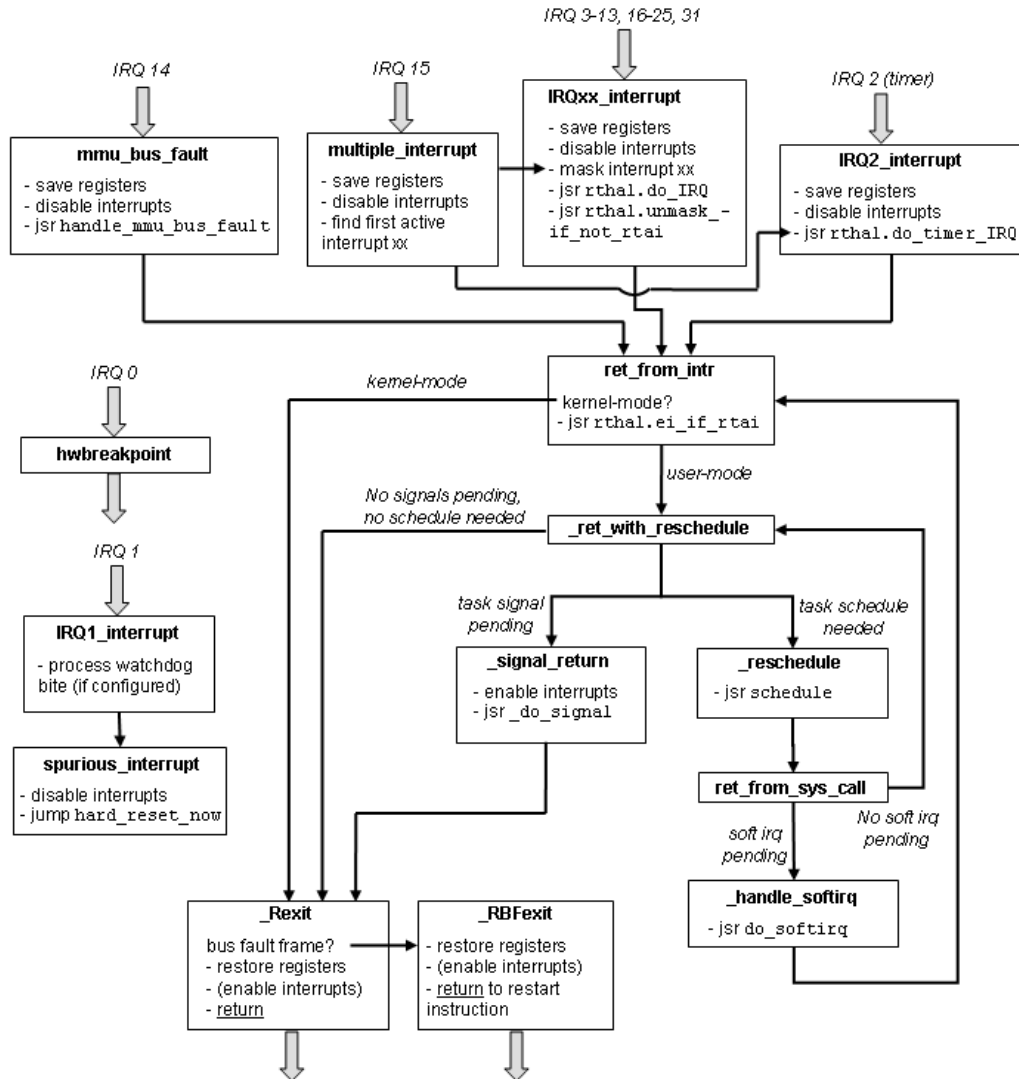 IRQ 3-13, 16-25, 31
IRQ 14
IRQ 15
IRQ 2 (timer)
mmu_bus_fault
- save registers
- disable interrupts
- jsr handle_mmu_bus_fault
multiple_interrupt
- save registers
- disable interrupts
- find first active
interrupt xx
IRQxx_interrupt
- save registers
- disable interrupts
- mask interrupt xx
- jsr rthal.do_IRQ
- jsr rthal.unmask_-
if_not_rtai
IRQ2_interrupt
- save registers
- disable interrupts
- jsr rthal.do_timer_IRQ
IRQ 0
hwbreakpoint
kernel-mode
ret_from_intr
kernel-mode?
- jsr rthal.ei_if_rtai
user-mode
No signals pending,
no schedule needed
_ret_with_reschedule
IRQ 1
IRQ1_interrupt
- process watchdog
bite (if configured)
spurious_interrupt
- disable interrupts
- jump hard_reset_now
task signal
pending
_signal_return
- enable interrupts
- jsr _do_signal
task schedule
needed
_reschedule
- jsr schedule
ret_from_sys_call
soft irq
pending
No soft irq
pending
_handle_softirq
- jsr do_softirq
_Rexit
bus fault frame?
- restore registers
- (enable interrupts)
- return
_RBFexit
- restore registers
- (enable interrupts)
- return to restart
instruction